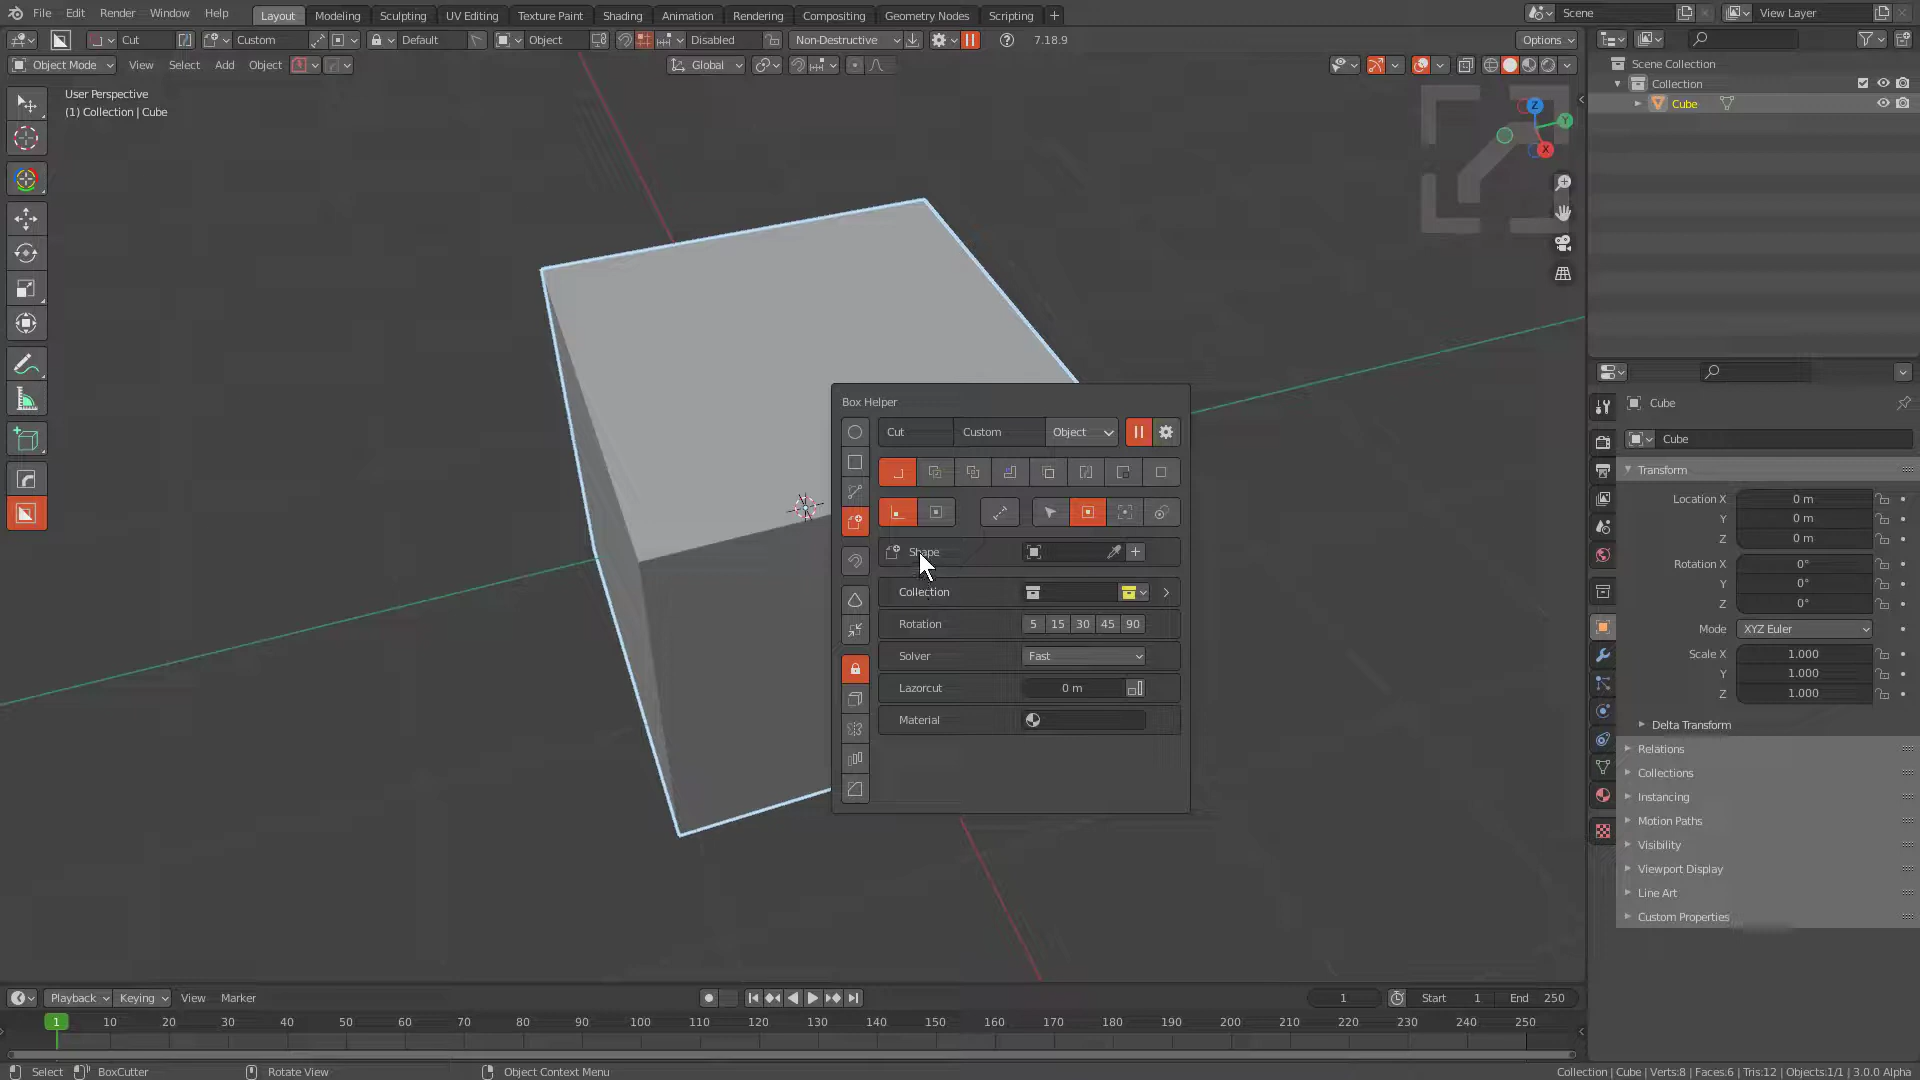 File Edit Render Window Help Layout Modeling Sculpting UV Editing Texture Paint Shading Animation Rendering Compositing Geometry Nodes Scripting + Scene View Layer
Cut Custom Default Object Disabled Non-Destructive 7.18.9 Options
Object Mode View Select Add Object Global
User Perspective
(1) Collection | Cube
Z
Y
X
Scene Collection
Collection
Cube
Box Helper
Cut Custom Object
Shape
Collection
Rotation 5 15 30 45 90
Solver Fast
Lazorcut 0 m
Material
Cube
Cube
Transform
Location X 0 m
Y 0 m
Z 0 m
Rotation X 0°
Y 0°
Z 0°
Mode XYZ Euler
Scale X 1.000
Y 1.000
Z 1.000
Delta Transform
Relations
Collections
Instancing
Motion Paths
Visibility
Viewport Display
Line Art
Custom Properties
Playback Keying View Marker 1 Start 1 End 250
1 10 20 30 40 50 60 70 80 90 100 110 120 130 140 150 160 170 180 190 200 210 220 230 240 250
Select BoxCutter Rotate View Object Context Menu Collection | Cube | Verts:8 | Faces:6 | Tris:12 | Objects:1/1 | 3.0.0 Alpha